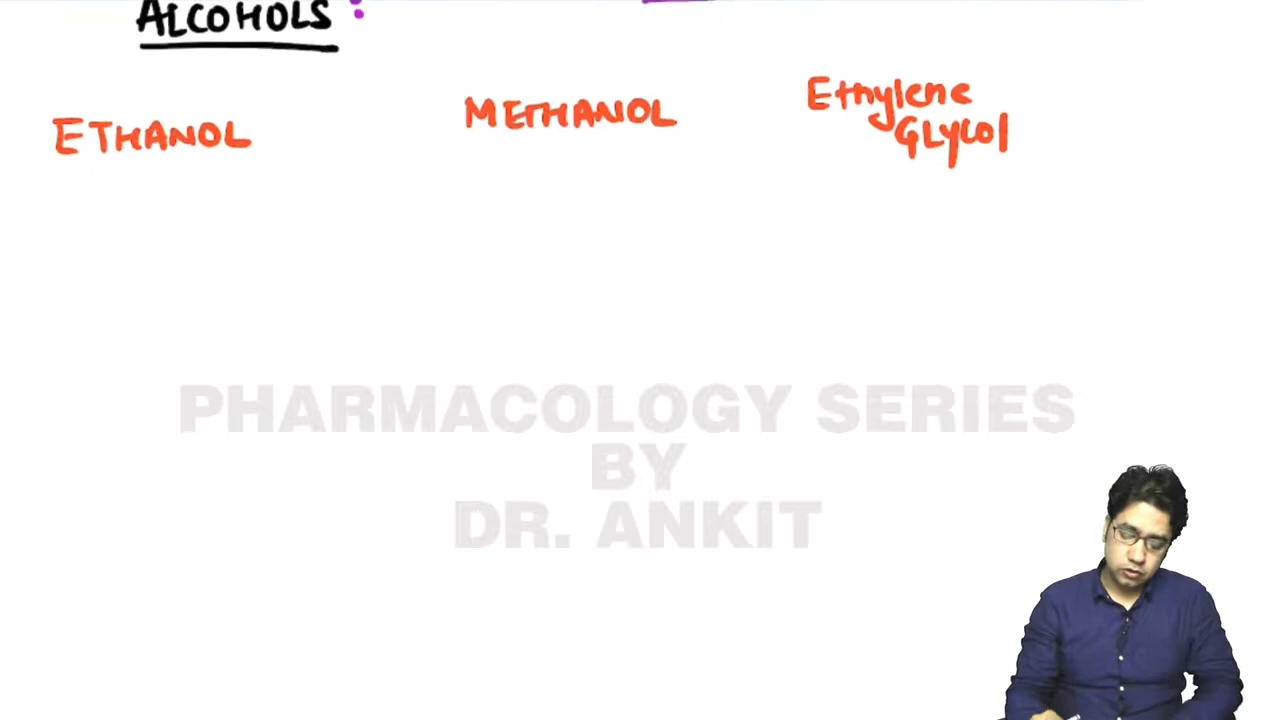 ALCOHOLS :
ETHANOL
METHANOL
Ethylene
GLycol
PHARMACOLOGY SERIES
BY
DR. ANKIT